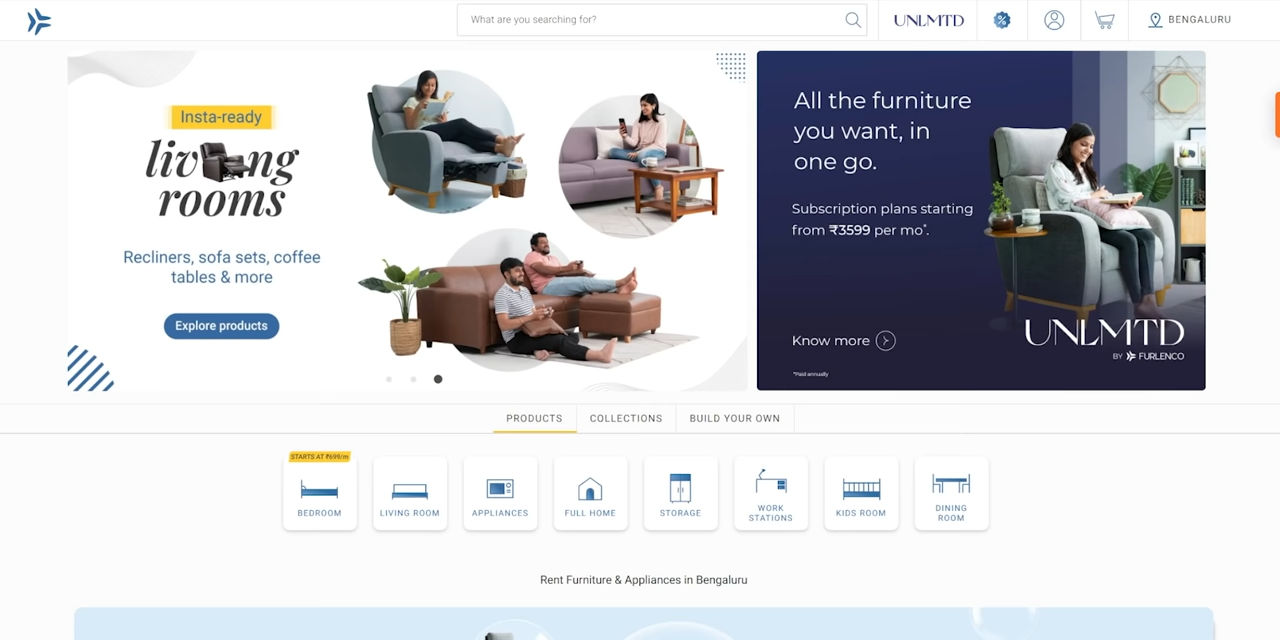 What are you searching for?
UNLMTD
%
BENGALURU
Insta-ready
living
rooms
Recliners, sofa sets, coffee
tables & more
Explore products
All the furniture
you want, in
one go.
Subscription plans starting
from ₹3599 per mo*.
Know more
UNLMTD
BY FURLENCO
*Paid annually
PRODUCTS
COLLECTIONS
BUILD YOUR OWN
STARTS AT ₹699/m
BEDROOM
LIVING ROOM
APPLIANCES
FULL HOME
STORAGE
WORK
STATIONS
KIDS ROOM
DINING
ROOM
Rent Furniture & Appliances in Bengaluru